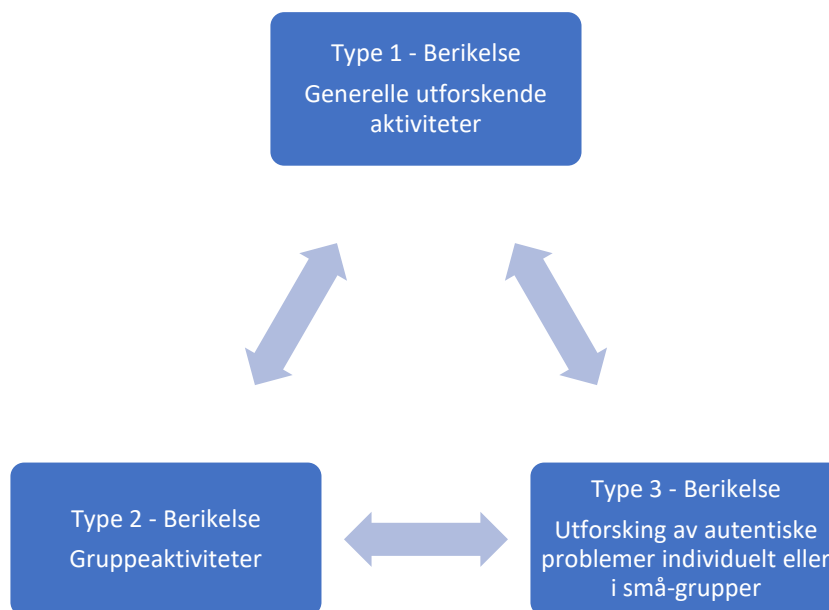 Type 1 - Berikelse
Generelle utforskende
aktiviteter
Type 2 - Berikelse
Gruppeaktiviteter
Type 3 - Berikelse
Utforsking av autentiske
problemer individuelt eller
i små-grupper